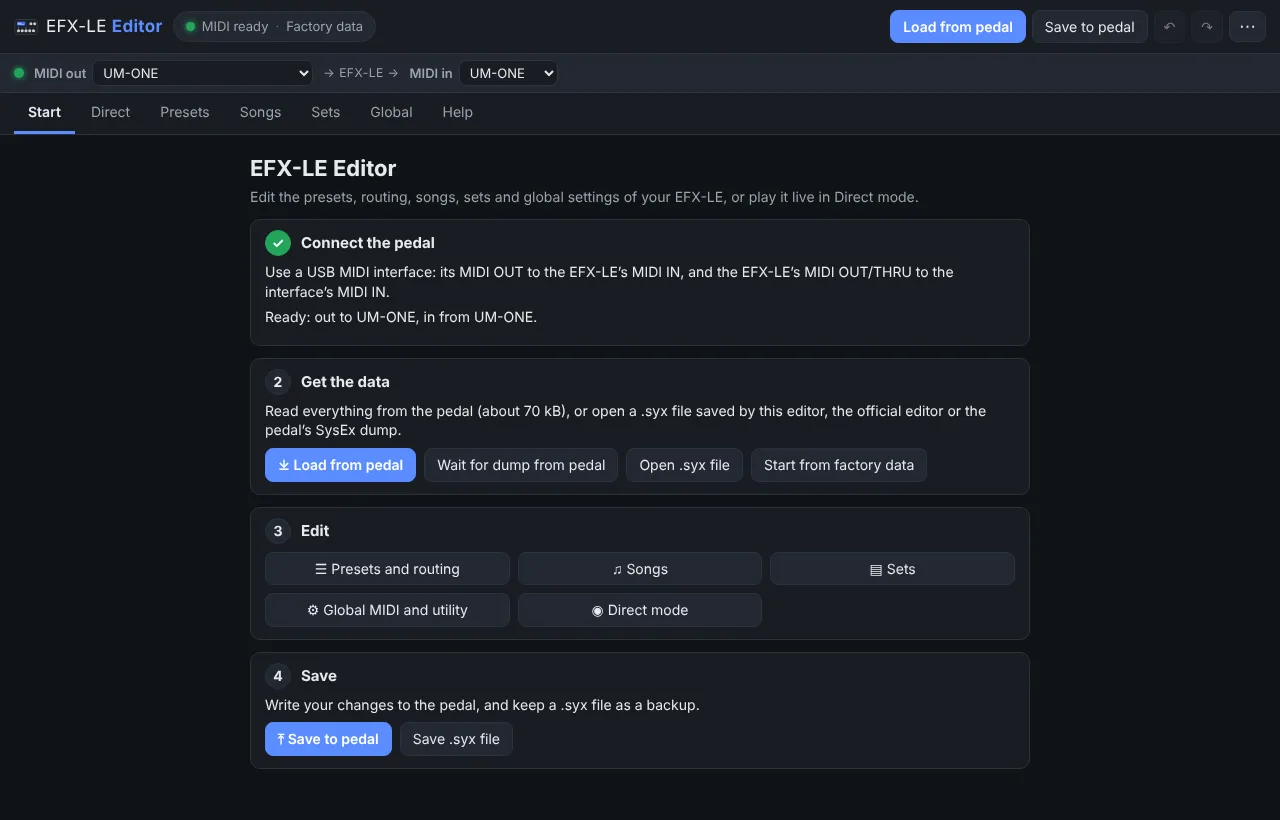 EFX-LE Editor
MIDI ready · Factory data
Load from pedal
Save to pedal
MIDI out
UM-ONE
→ EFX-LE →
MIDI in
UM-ONE
Start
Direct
Presets
Songs
Sets
Global
Help
EFX-LE Editor
Edit the presets, routing, songs, sets and global settings of your EFX-LE, or play it live in Direct mode.
Connect the pedal
Use a USB MIDI interface: its MIDI OUT to the EFX-LE’s MIDI IN, and the EFX-LE’s MIDI OUT/THRU to the
interface’s MIDI IN.
Ready: out to UM-ONE, in from UM-ONE.
2 Get the data
Read everything from the pedal (about 70 kB), or open a .syx file saved by this editor, the official editor or the
pedal’s SysEx dump.
Load from pedal
Wait for dump from pedal
Open .syx file
Start from factory data
3 Edit
Presets and routing
Songs
Sets
Global MIDI and utility
Direct mode
4 Save
Write your changes to the pedal, and keep a .syx file as a backup.
Save to pedal
Save .syx file